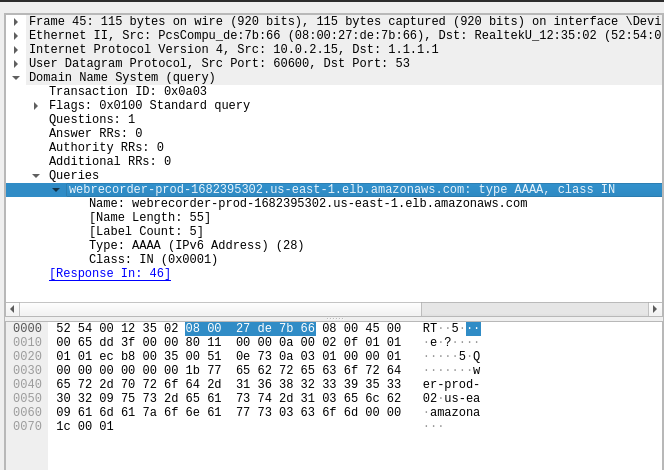 Frame 45: 115 bytes on wire (920 bits), 115 bytes captured (920 bits) on interface \Devi
Ethernet II, Src: PcsCompu_de:7b:66 (08:00:27:de:7b:66), Dst: RealtekU_12:35:02 (52:54:0
Internet Protocol Version 4, Src: 10.0.2.15, Dst: 1.1.1.1
User Datagram Protocol, Src Port: 60600, Dst Port: 53
Domain Name System (query)
Transaction ID: 0x0a03
Flags: 0x0100 Standard query
Questions: 1
Answer RRs: 0
Authority RRs: 0
Additional RRs: 0
Queries
webrecorder-prod-1682395302.us-east-1.elb.amazonaws.com: type AAAA, class IN
Name: webrecorder-prod-1682395302.us-east-1.elb.amazonaws.com
[Name Length: 55]
[Label Count: 5]
Type: AAAA (IPv6 Address) (28)
Class: IN (0x0001)
[Response In: 46]
0000 52 54 00 12 35 02 08 00 27 de 7b 66 08 00 45 00 RT··5·· ··
0010 00 65 dd 3f 00 00 80 11 00 00 0a 00 02 0f 01 01 ·e·?····
0020 01 01 ec b8 00 35 00 51 0e 73 0a 03 01 00 00 01 ·····5·Q
0030 00 00 00 00 00 00 1b 77 65 62 72 65 63 6f 72 64 ·······w
0040 65 72 2d 70 72 6f 64 2d 31 36 38 32 33 39 35 33 er-prod-
0050 30 32 09 75 73 2d 65 61 73 74 2d 31 03 65 6c 62 02·us-ea
0060 09 61 6d 61 7a 6f 6e 61 77 73 03 63 6f 6d 00 00 ·amazona
0070 1c 00 01 ···